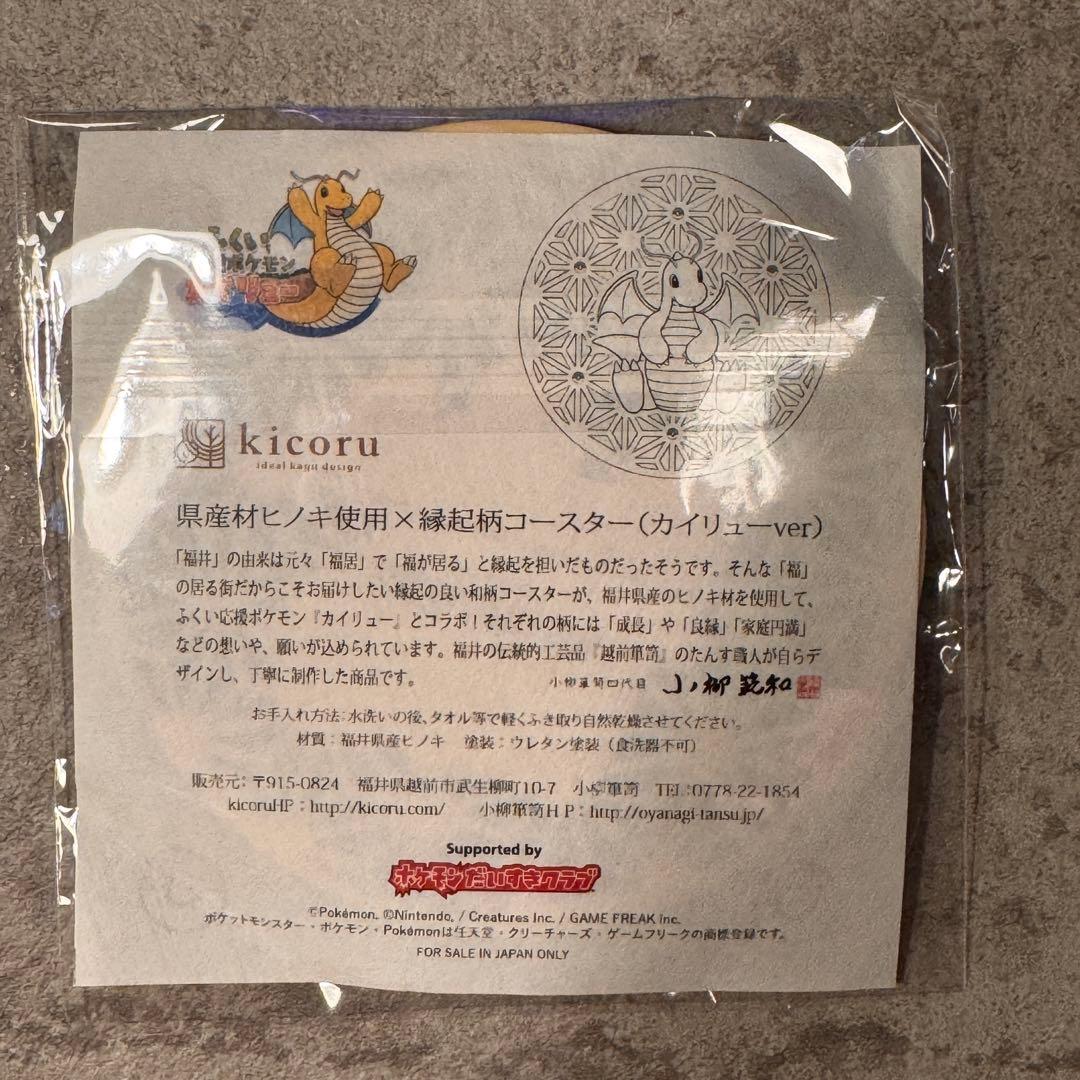 ふくい
ポケモン
カイリュー
kicoru
ideal kagu design
県産材ヒノキ使用×縁起柄コースター(カイリューver)
「福井」の由来は元々「福居」で「福が居る」と縁起を担いだものだったそうです。そんな「福」
の居る街だからこそお届けしたい縁起の良い和柄コースターが、福井県産のヒノキ材を使用して、
ふくい応援ポケモン『カイリュー』とコラボ!それぞれの柄には「成長」や「良縁」「家庭円満」
などの想いや、願いが込められています。福井の伝統的工芸品『越前箪笥』のたんす職人が自らデ
ザインし、丁寧に制作した商品です。
小柳箪笥四代目 小柳範和
お手入れ方法:水洗いの後、タオル等で軽くふき取り自然乾燥させてください。
材質:福井県産ヒノキ 塗装:ウレタン塗装(食洗器不可)
販売元:〒915-0824 福井県越前市武生柳町10-7 小柳箪笥 TEL:0778-22-1854
kicoruHP:http://kicoru.com/ 小柳箪笥HP:http://oyanagi-tansu.jp/
Supported by
ポケモンだいすきクラブ
©Pokémon. ©Nintendo. / Creatures Inc. / GAME FREAK inc.
ポケットモンスター・ポケモン・Pokémonは任天堂・クリーチャーズ・ゲームフリークの商標登録です。
FOR SALE IN JAPAN ONLY